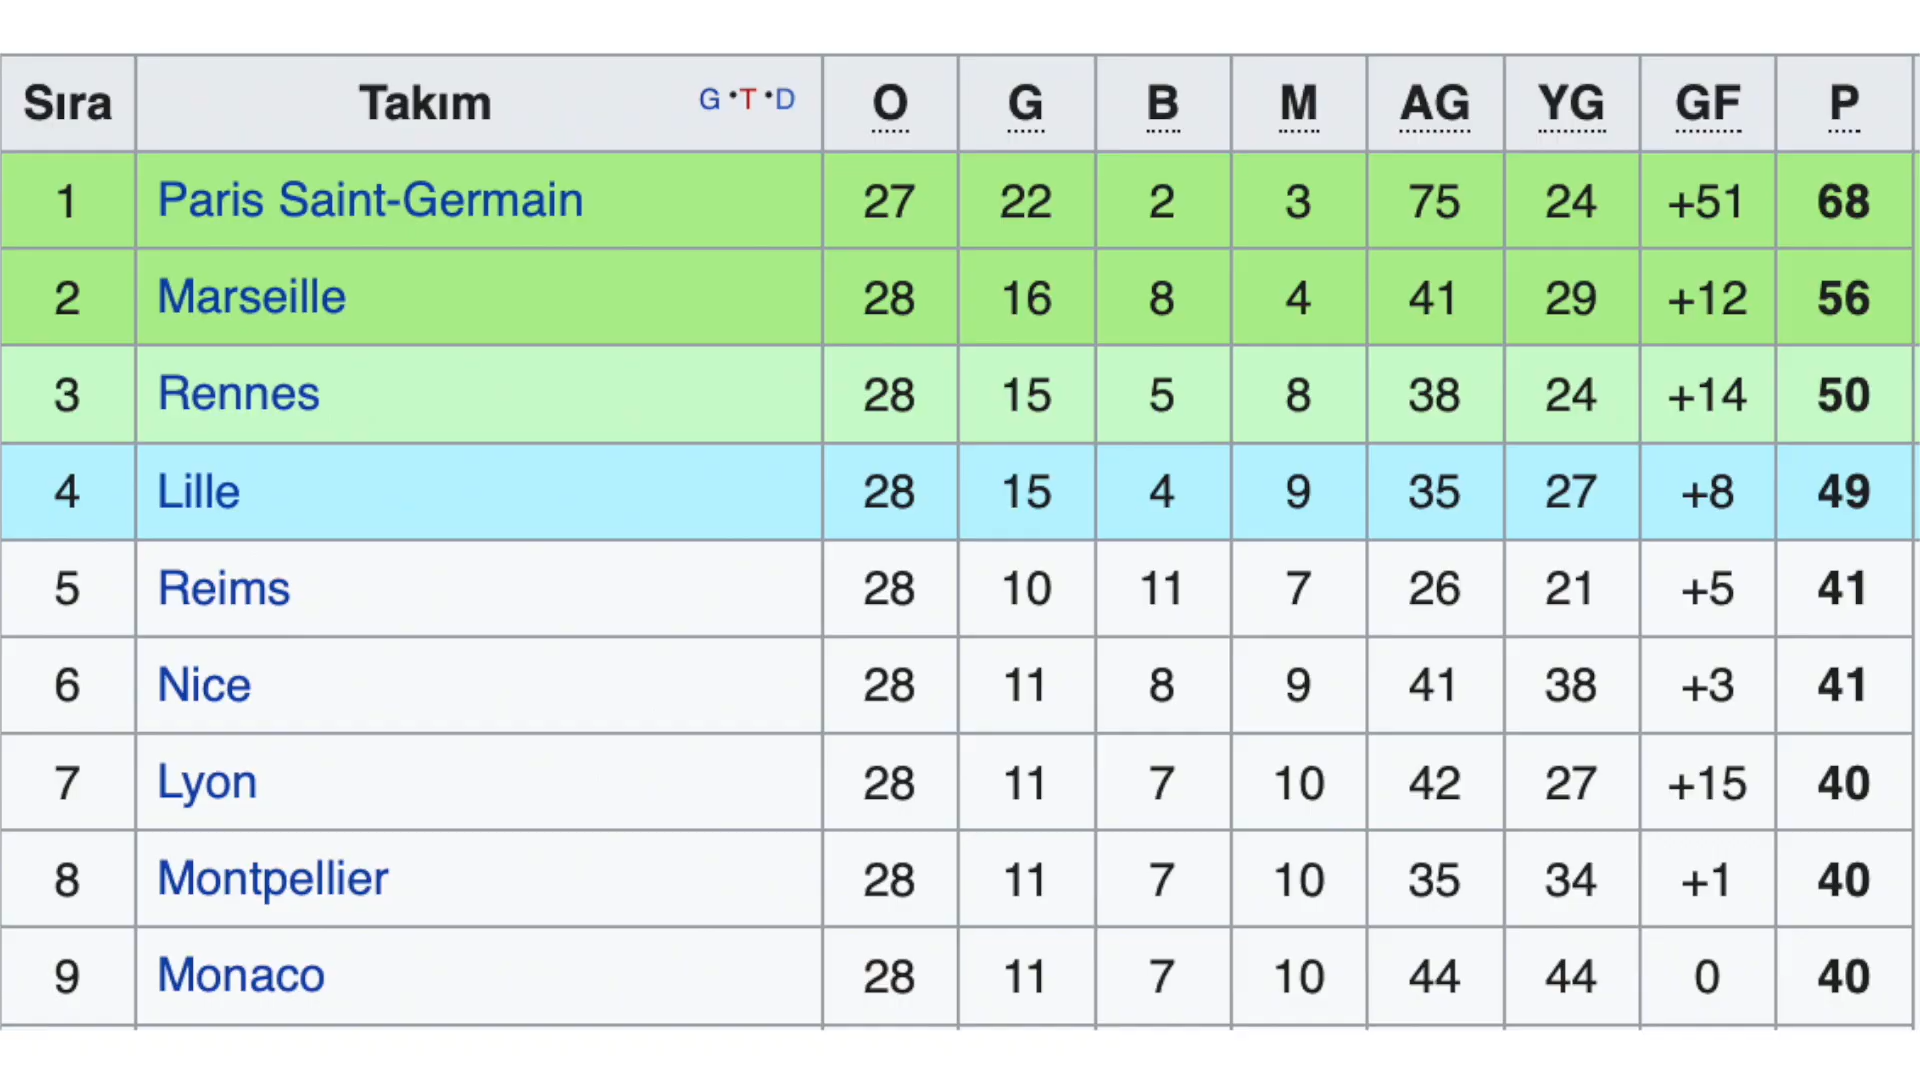 Sıra Takım G·T·D O G B M AG YG GF P
1 Paris Saint-Germain 27 22 2 3 75 24 +51 68
2 Marseille 28 16 8 4 41 29 +12 56
3 Rennes 28 15 5 8 38 24 +14 50
4 Lille 28 15 4 9 35 27 +8 49
5 Reims 28 10 11 7 26 21 +5 41
6 Nice 28 11 8 9 41 38 +3 41
7 Lyon 28 11 7 10 42 27 +15 40
8 Montpellier 28 11 7 10 35 34 +1 40
9 Monaco 28 11 7 10 44 44 0 40